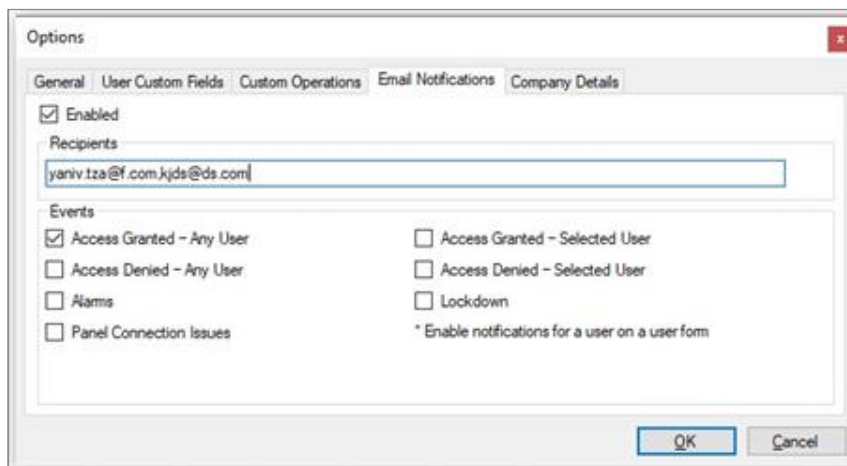 Options
x
General User Custom Fields Custom Operations Email Notifications Company Details
Enabled
Recipients
yaniv.tza@f.com,kjds@ds.com
Events
Access Granted - Any User Access Granted - Selected User
Access Denied - Any User Access Denied - Selected User
Alarms Lockdown
Panel Connection Issues * Enable notifications for a user on a user form
OK Cancel